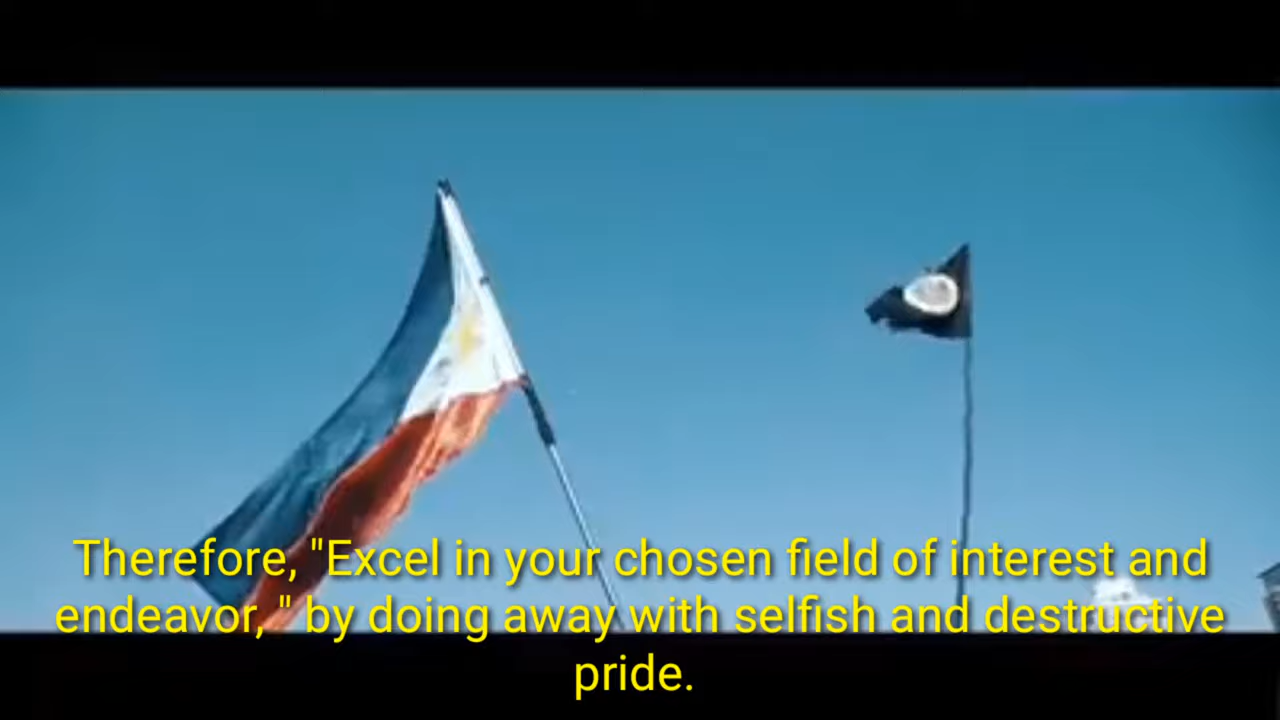 Therefore, "Excel in your chosen field of interest and
endeavor, " by doing away with selfish and destructive
pride.